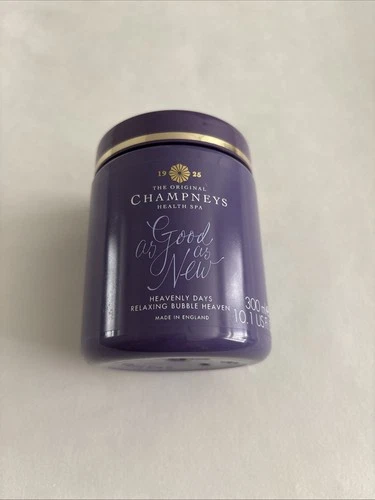 19 25
THE ORIGINAL
CHAMPNEYS
HEALTH SPA
as Good as
New
HEAVENLY DAYS
RELAXING BUBBLE HEAVEN
MADE IN ENGLAND
300
10.1 US